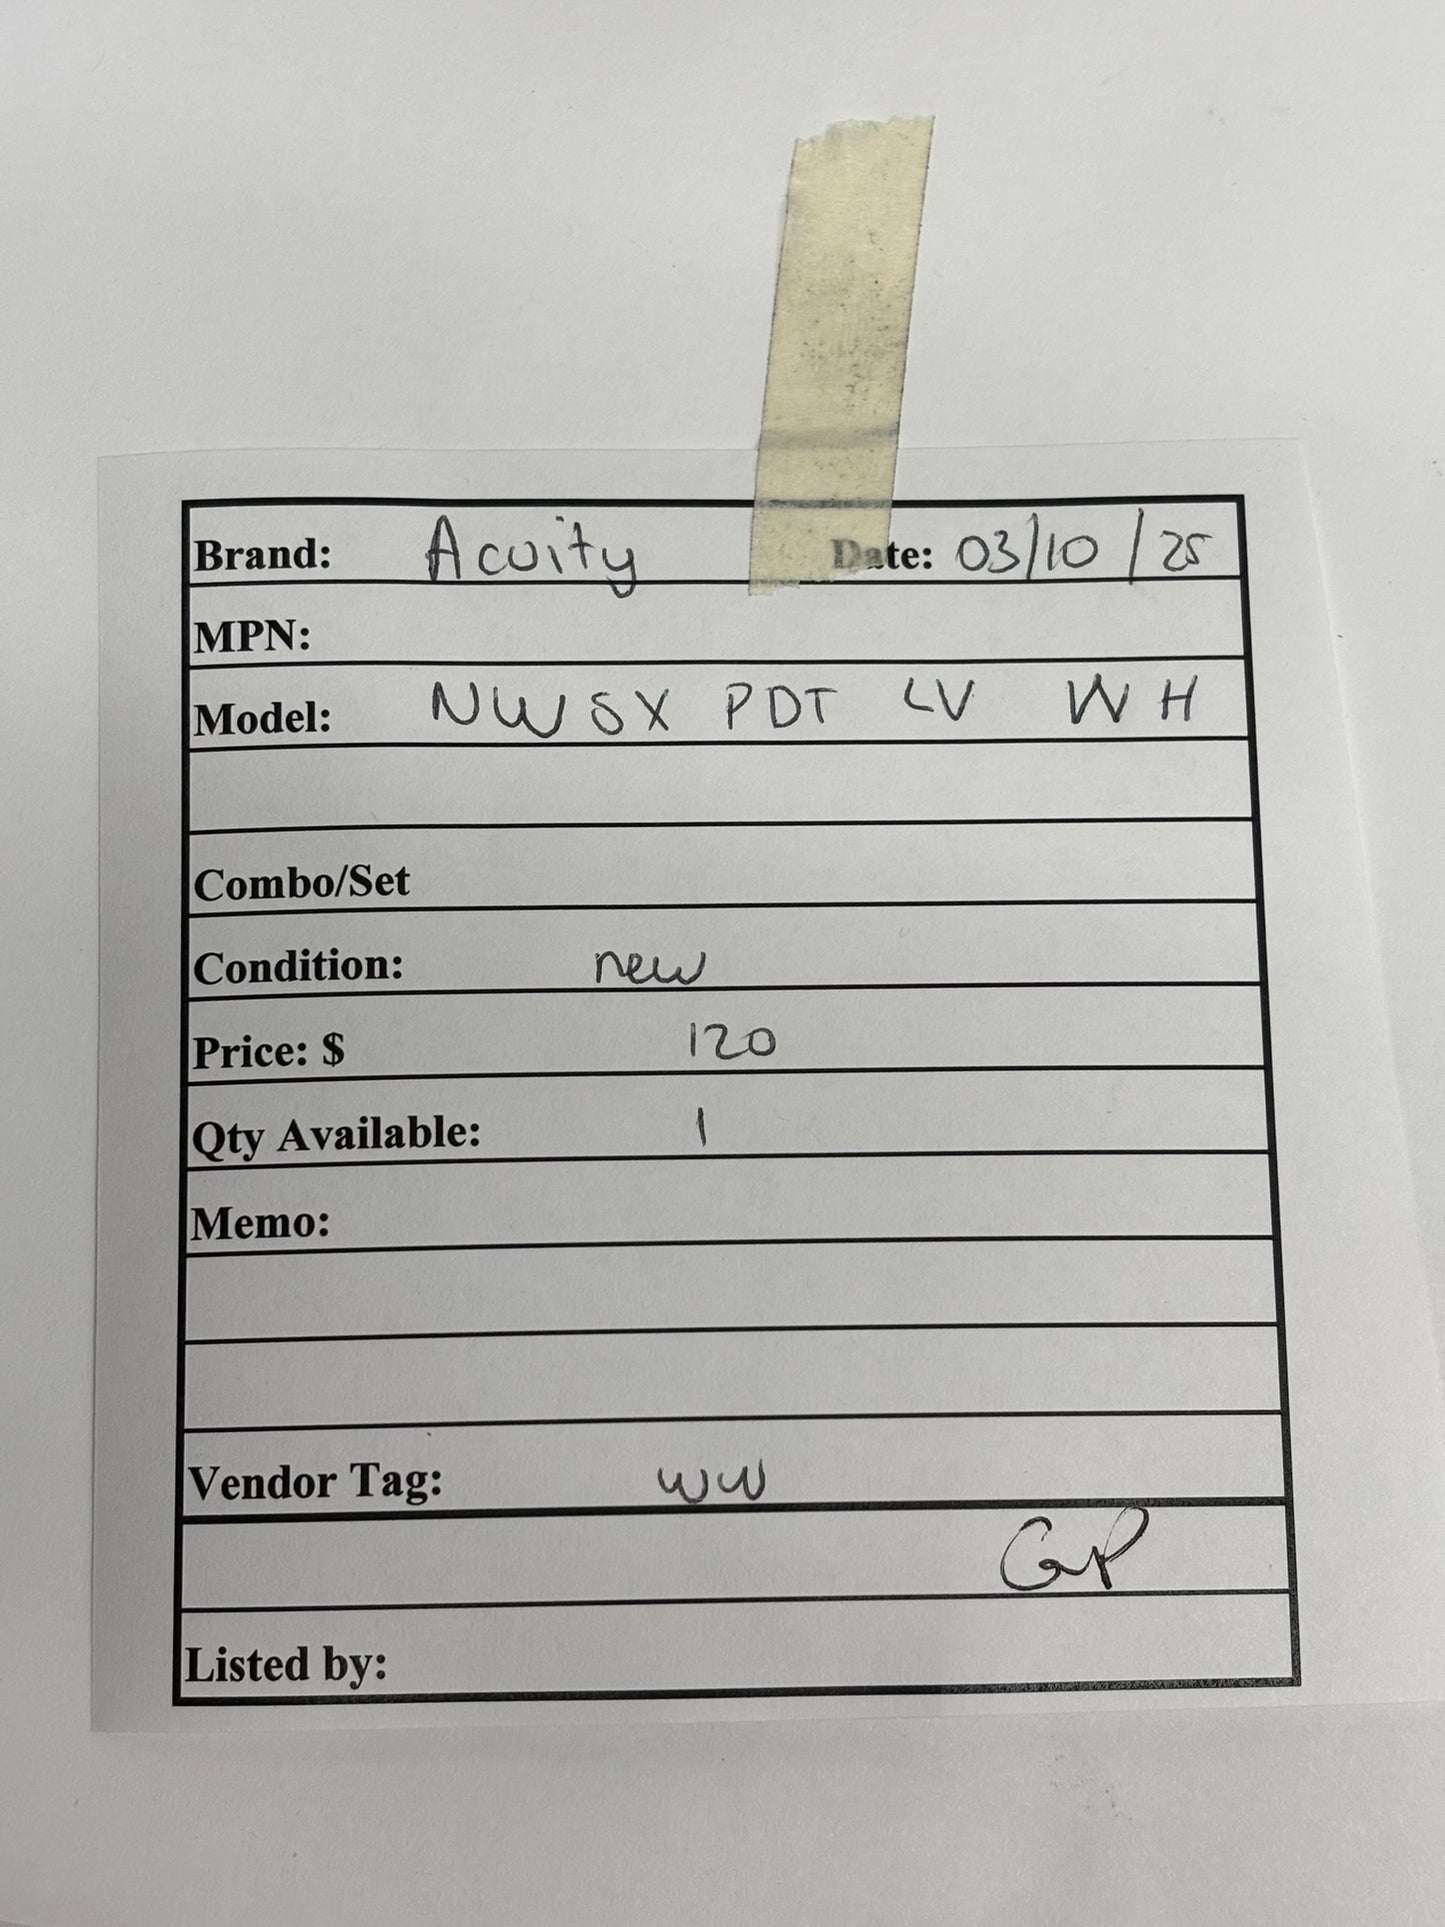 Brand: Acuity Date: 03/10/25
MPN:
Model: NWSX PDT LV WH
Combo/Set
Condition: new
Price: $ 120
Qty Available: 1
Memo:
Vendor Tag: WW
GP
Listed by: